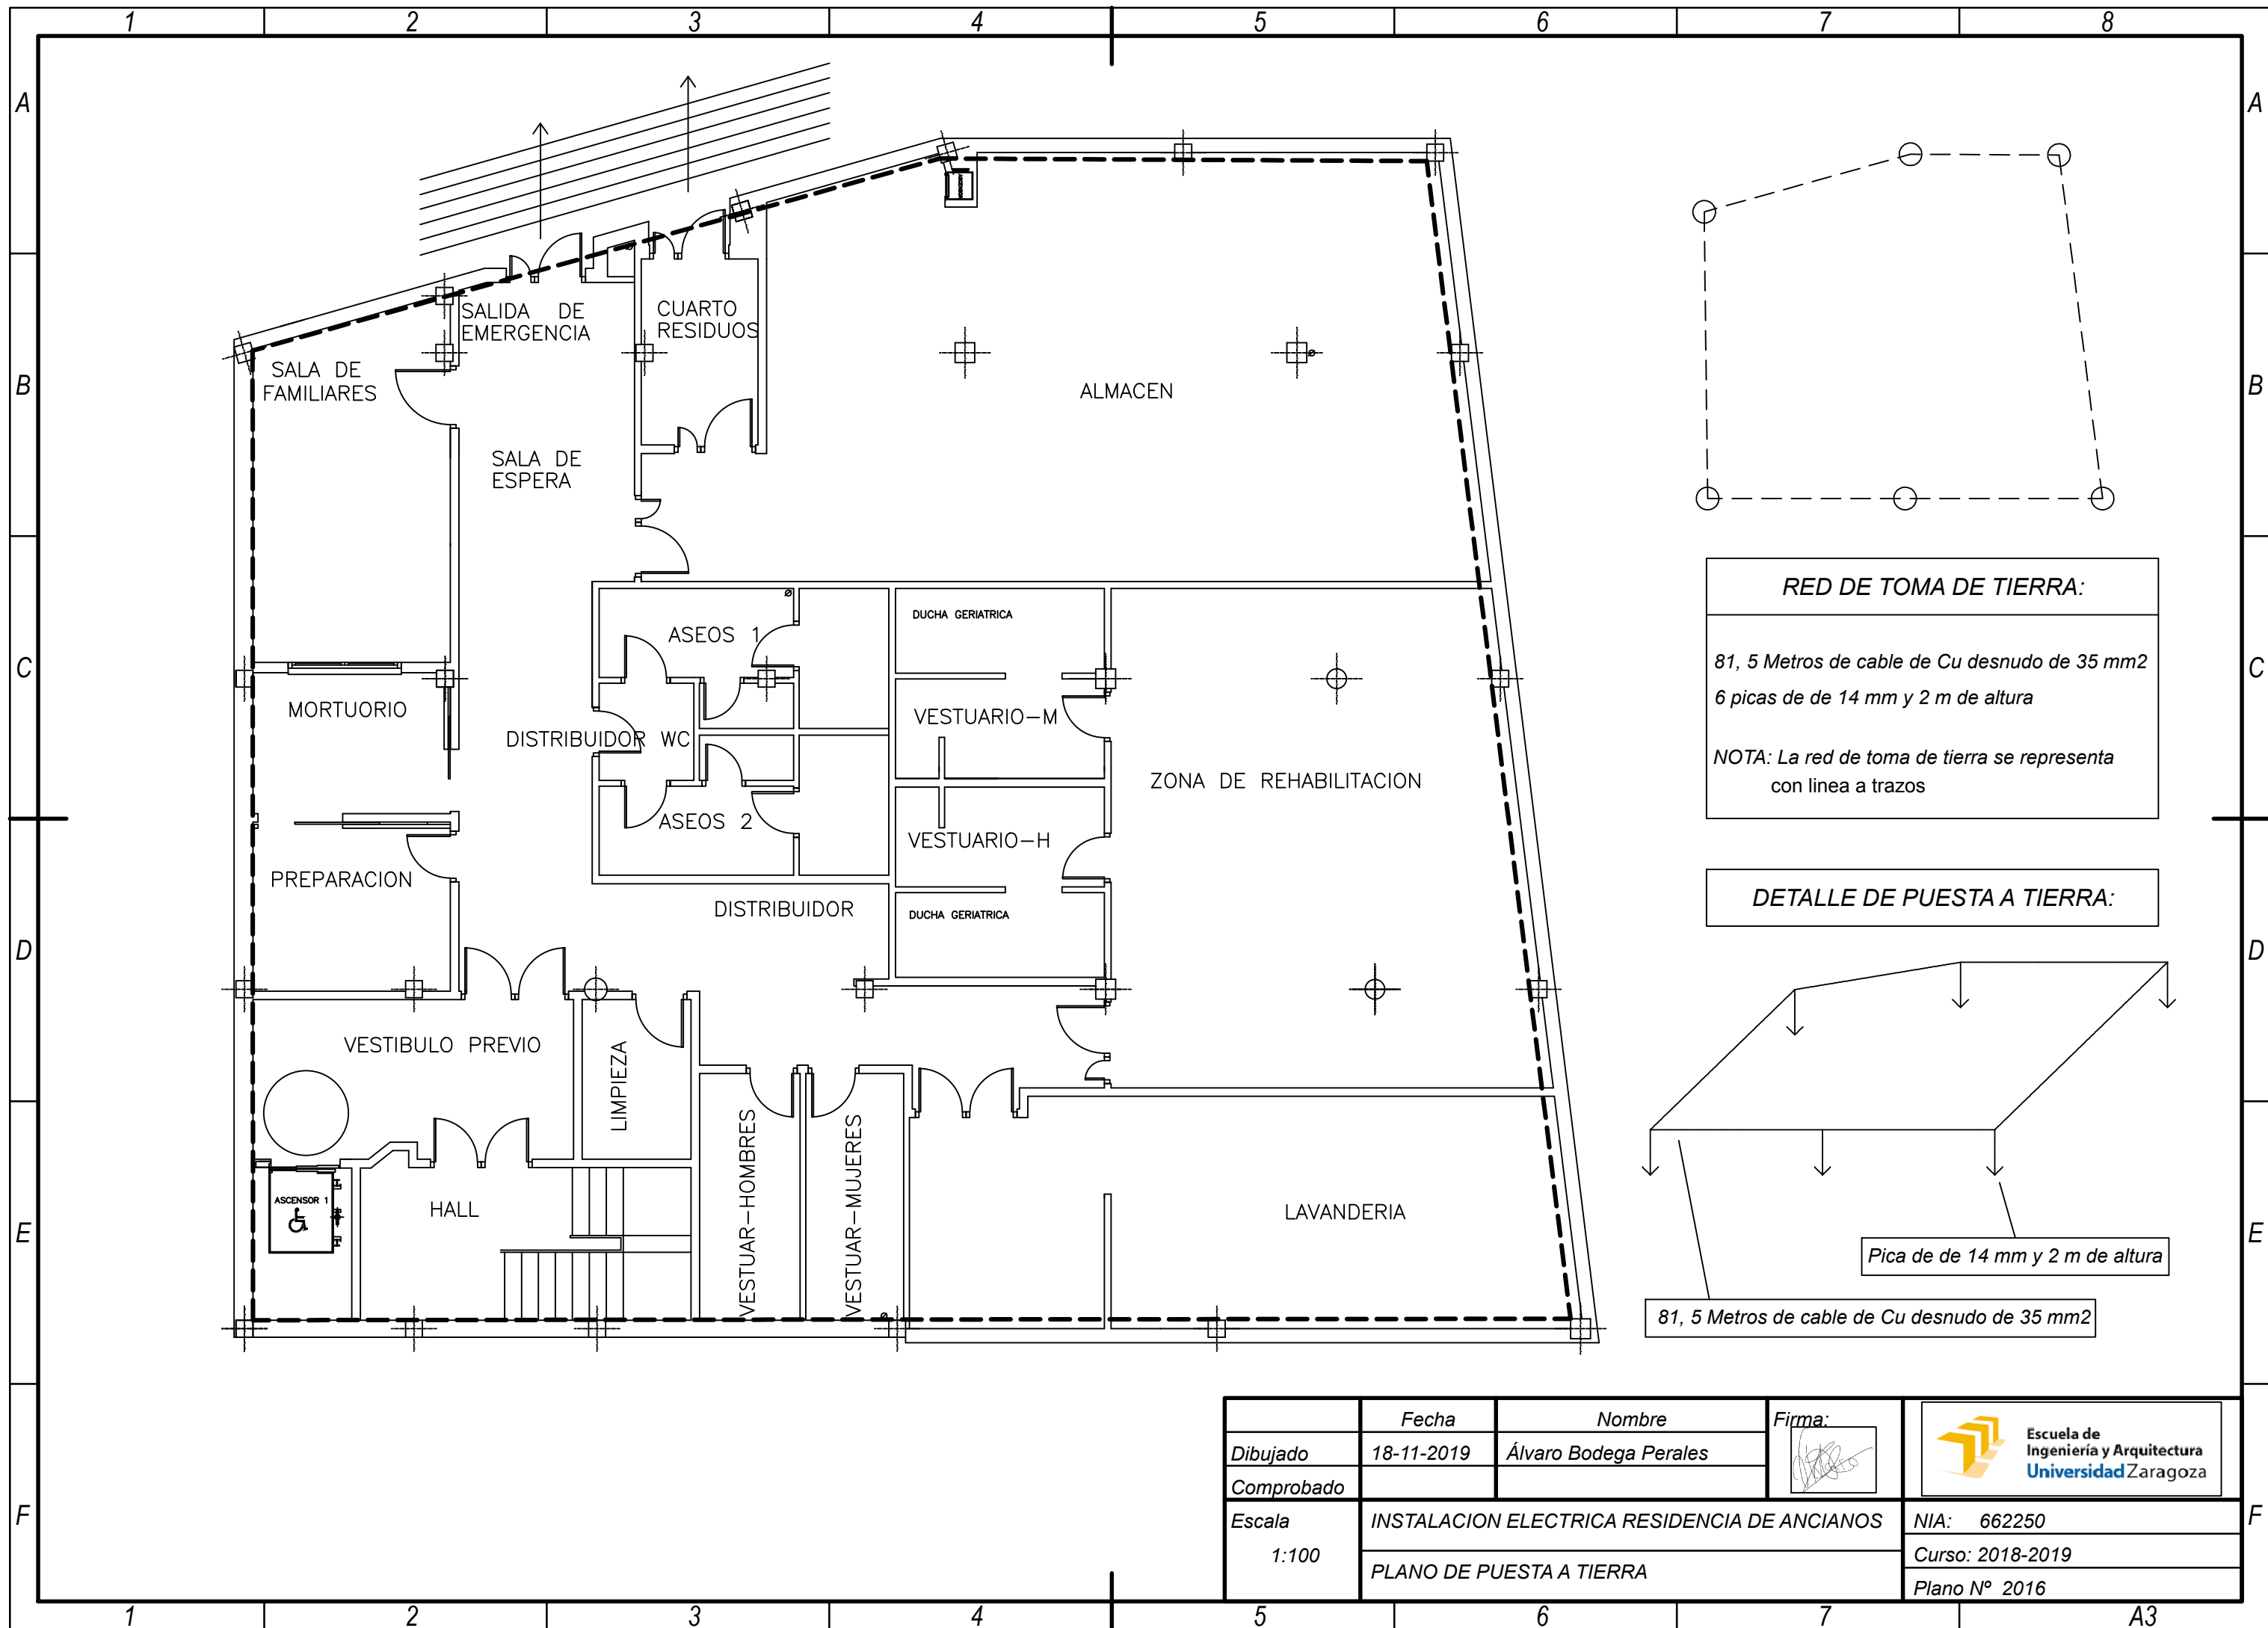 1 2 3 4 5 6 7 8
A A
B B
C C
D D
E E
F F
1 2 3 4 5 6 7 A3
SALIDA DE
EMERGENCIA
CUARTO
RESIDUOS
SALA DE
FAMILIARES
ALMACEN
SALA DE
ESPERA
ASEOS 1
DUCHA GERIATRICA
MORTUORIO
VESTUARIO-M
DISTRIBUIDOR WC
ZONA DE REHABILITACION
ASEOS 2
VESTUARIO-H
PREPARACION
DISTRIBUIDOR
DUCHA GERIATRICA
VESTIBULO PREVIO
LIMPIEZA
VESTUAR-HOMBRES
VESTUAR-MUJERES
ASCENSOR 1
HALL
LAVANDERIA
RED DE TOMA DE TIERRA:
81, 5 Metros de cable de Cu desnudo de 35 mm2
6 picas de de 14 mm y 2 m de altura
NOTA: La red de toma de tierra se representa
con linea a trazos
DETALLE DE PUESTA A TIERRA:
Pica de de 14 mm y 2 m de altura
81, 5 Metros de cable de Cu desnudo de 35 mm2
Fecha Nombre Firma:
Dibujado 18-11-2019 Álvaro Bodega Perales
Comprobado
Escala
1:100
INSTALACION ELECTRICA RESIDENCIA DE ANCIANOS
PLANO DE PUESTA A TIERRA
Escuela de
Ingeniería y Arquitectura
Universidad Zaragoza
NIA: 662250
Curso: 2018-2019
Plano Nº 2016